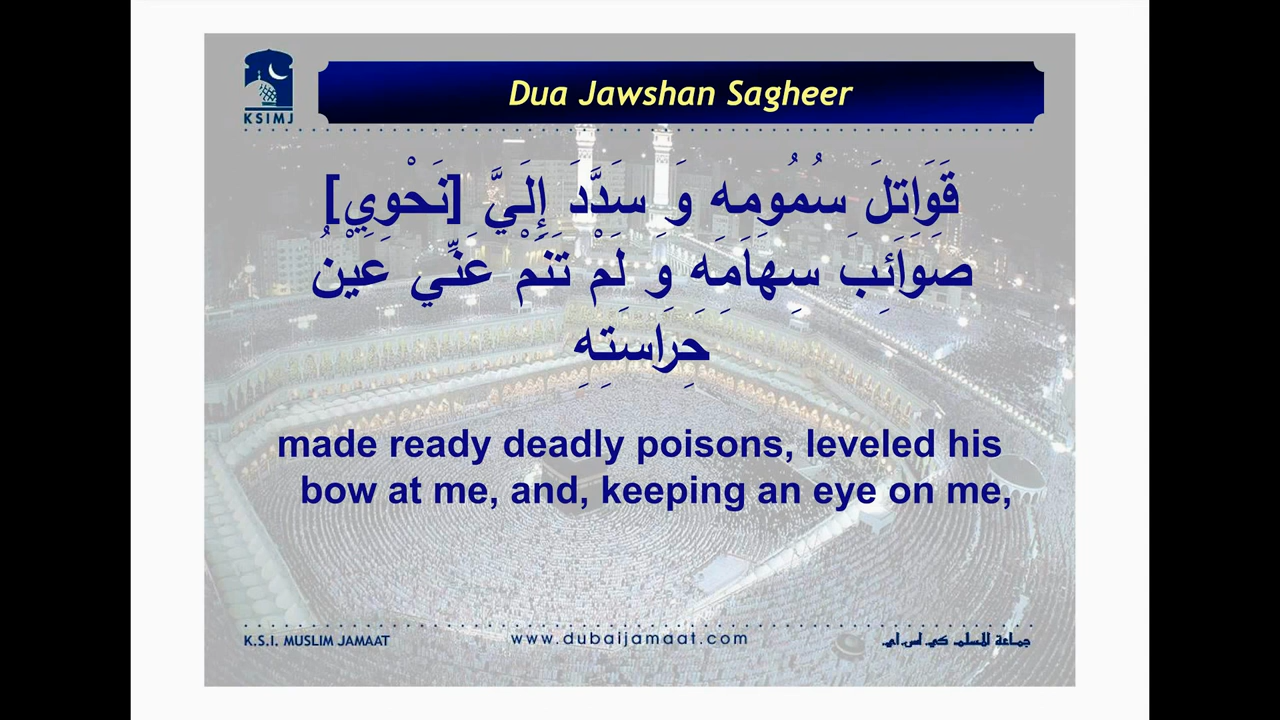 KSIMJ
Dua Jawshan Sagheer
قَوَاتِلَ سُمُومِهِ وَ سَدَّدَ إِلَيَّ [نَحْوِي]
صَوَائِبَ سِهَامِهِ وَ لَمْ تَنَمْ عَنِّي عَيْنُ
حِرَاسَتِهِ
made ready deadly poisons, leveled his
bow at me, and, keeping an eye on me,
K.S.I. MUSLIM JAMAAT
www.dubaijamaat.com
جماعة المسلم كي.اس.اي.